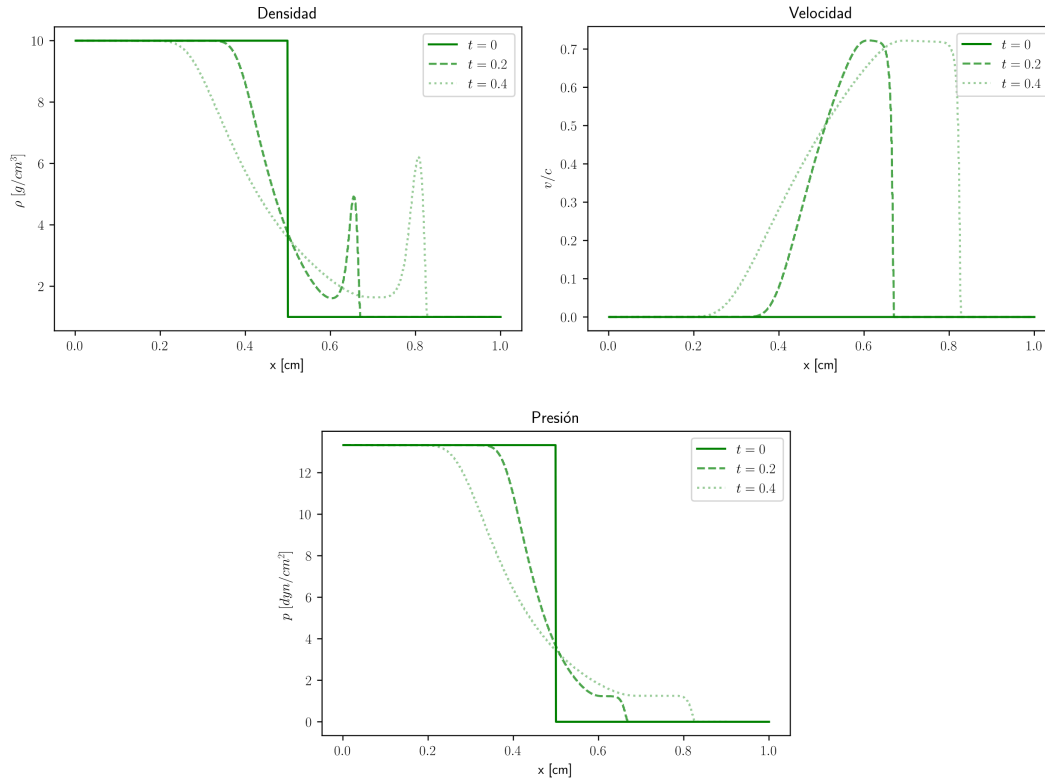 Densidad
10
8
6
4
2
ρ [g/cm³]
0.0 0.2 0.4 0.6 0.8 1.0
x [cm]
t = 0
t = 0.2
t = 0.4
Velocidad
0.7
0.6
0.5
0.4
0.3
0.2
0.1
0.0
v/c
0.0 0.2 0.4 0.6 0.8 1.0
x [cm]
t = 0
t = 0.2
t = 0.4
Presión
12
10
8
6
4
2
0
p [dyn/cm²]
0.0 0.2 0.4 0.6 0.8 1.0
x [cm]
t = 0
t = 0.2
t = 0.4